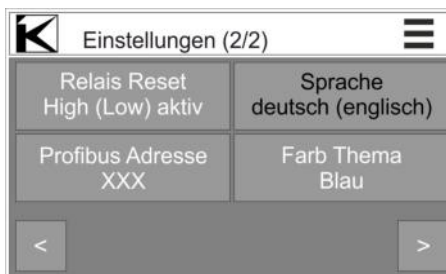 Einstellungen (2/2)
Relais Reset
High (Low) aktiv
Sprache
deutsch (englisch)
Profibus Adresse
XXX
Farb Thema
Blau
<
>